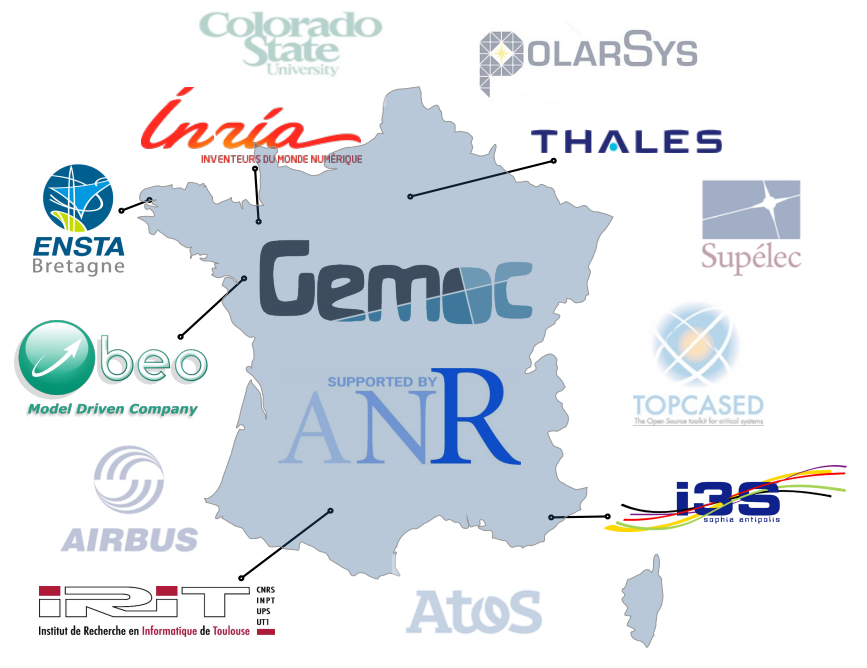 Colorado
State
University
POLARSYS
inría
INVENTEURS DU MONDE NUMÉRIQUE
THALES
ENSTA
Bretagne
Supélec
Gemoc
Obeo
Model Driven Company
SUPPORTED BY
ANR
TOPCASED
The Open Source toolkit for critical systems
AIRBUS
i3S
sophia antipolis
IRIT
CNRS
INPT
UPS
UT1
Institut de Recherche en Informatique de Toulouse
Atos